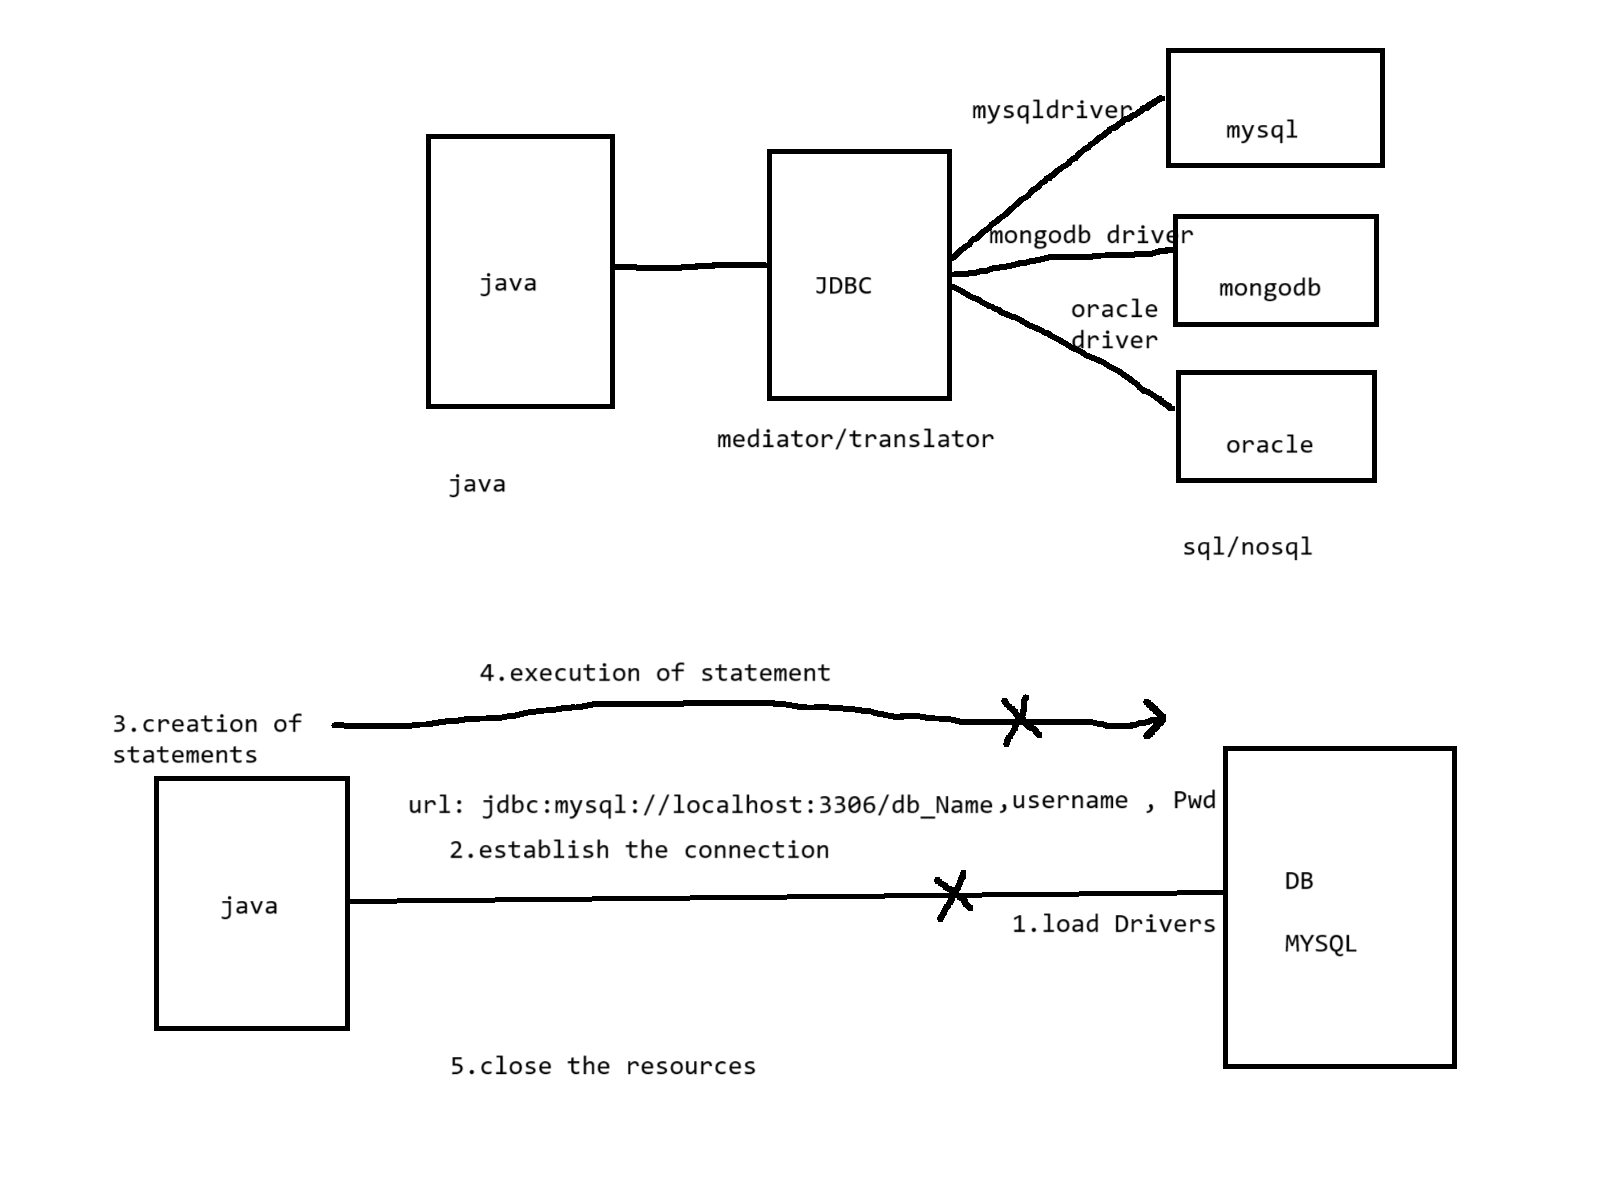 mysqldriver
mysql
mongodb driver
java
JDBC
mongodb
oracle
driver
mediator/translator
oracle
java
sql/nosql
4.execution of statement
3.creation of
statements
url: jdbc:mysql://localhost:3306/db_Name,username , Pwd
2.establish the connection
java
DB
1.load Drivers
MYSQL
5.close the resources